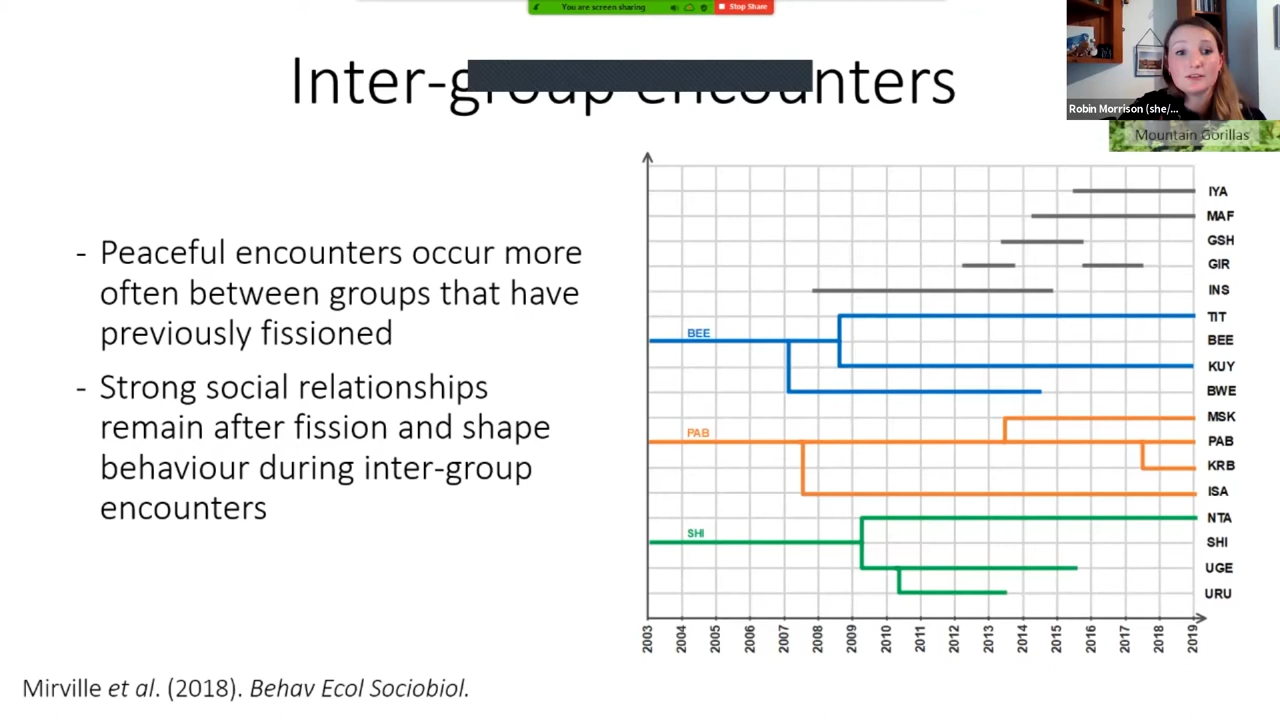 You are screen sharing
Stop Share
Inter-group encounters
Robin Morrison (she/...
Mountain Gorillas
- Peaceful encounters occur more
often between groups that have
previously fissioned
- Strong social relationships
remain after fission and shape
behaviour during inter-group
encounters
IYA
MAF
GSH
GIR
INS
TIT
BEE
BEE
KUY
BWE
MSK
PAB
PAB
KRB
ISA
NTA
SHI
SHI
UGE
URU
2003 2004 2005 2006 2007 2008 2009 2010 2011 2012 2013 2014 2015 2016 2017 2018 2019
Mirville et al. (2018). Behav Ecol Sociobiol.